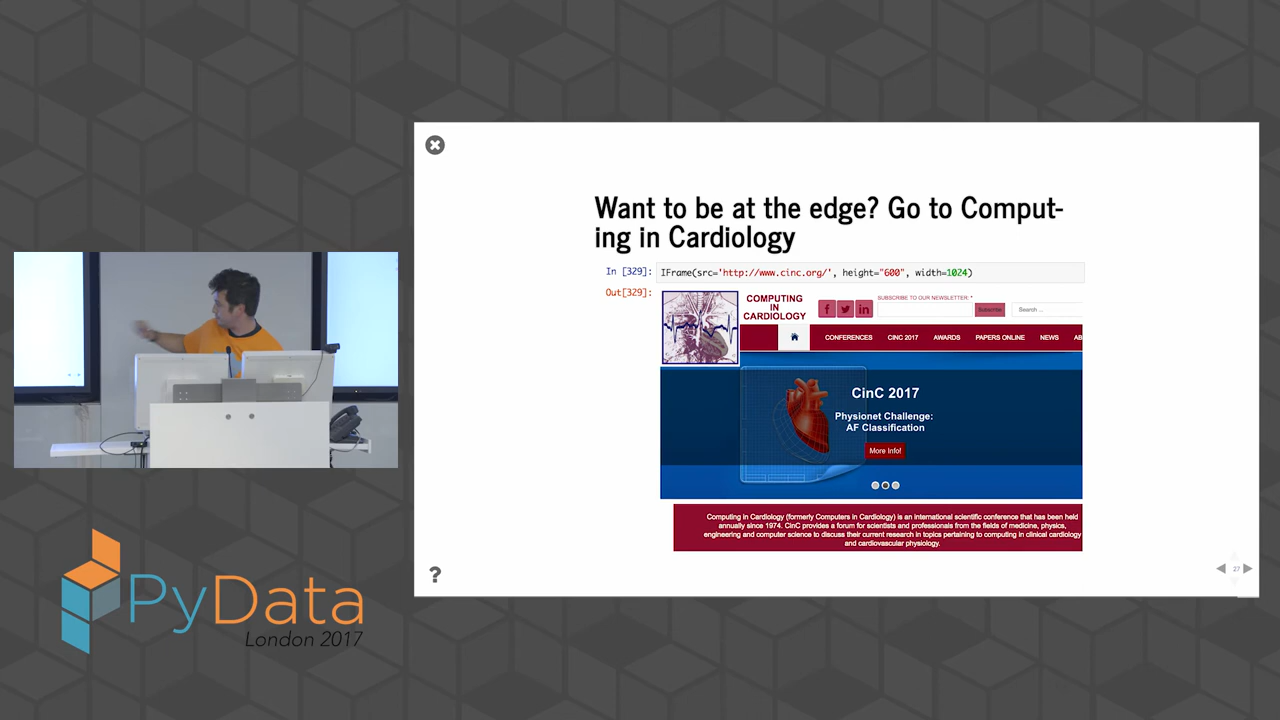 Want to be at the edge? Go to Comput-
ing in Cardiology
In [329]:
IFrame(src='http://www.cinc.org/', height="600", width=1024)
Out[329]:
COMPUTING
IN
CARDIOLOGY
SUBSCRIBE TO OUR NEWSLETTER: *
Subscribe
Search ...
CONFERENCES CINC 2017 AWARDS PAPERS ONLINE NEWS AB
CinC 2017
Physionet Challenge:
AF Classification
More Info!
Computing in Cardiology (formerly Computers in Cardiology) is an international scientific conference that has been held
annually since 1974. CinC provides a forum for scientists and professionals from the fields of medicine, physics,
engineering and computer science to discuss their current research in topics pertaining to computing in clinical cardiology
and cardiovascular physiology.
?
27
PyData
London 2017